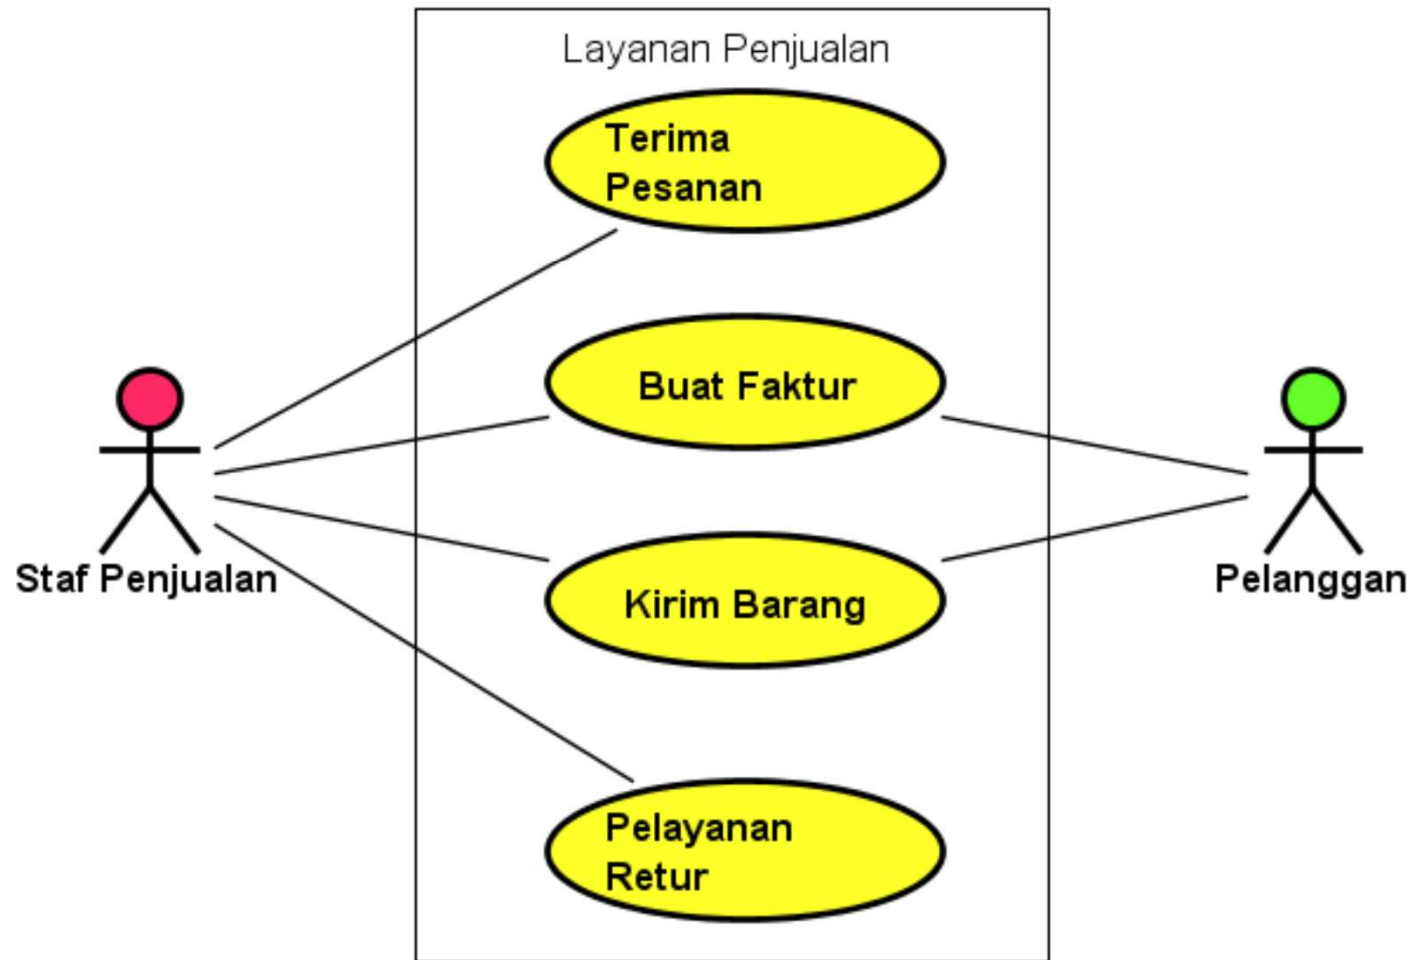 Layanan Penjualan
Terima
Pesanan
Buat Faktur
Staf Penjualan
Kirim Barang
Pelanggan
Pelayanan
Retur